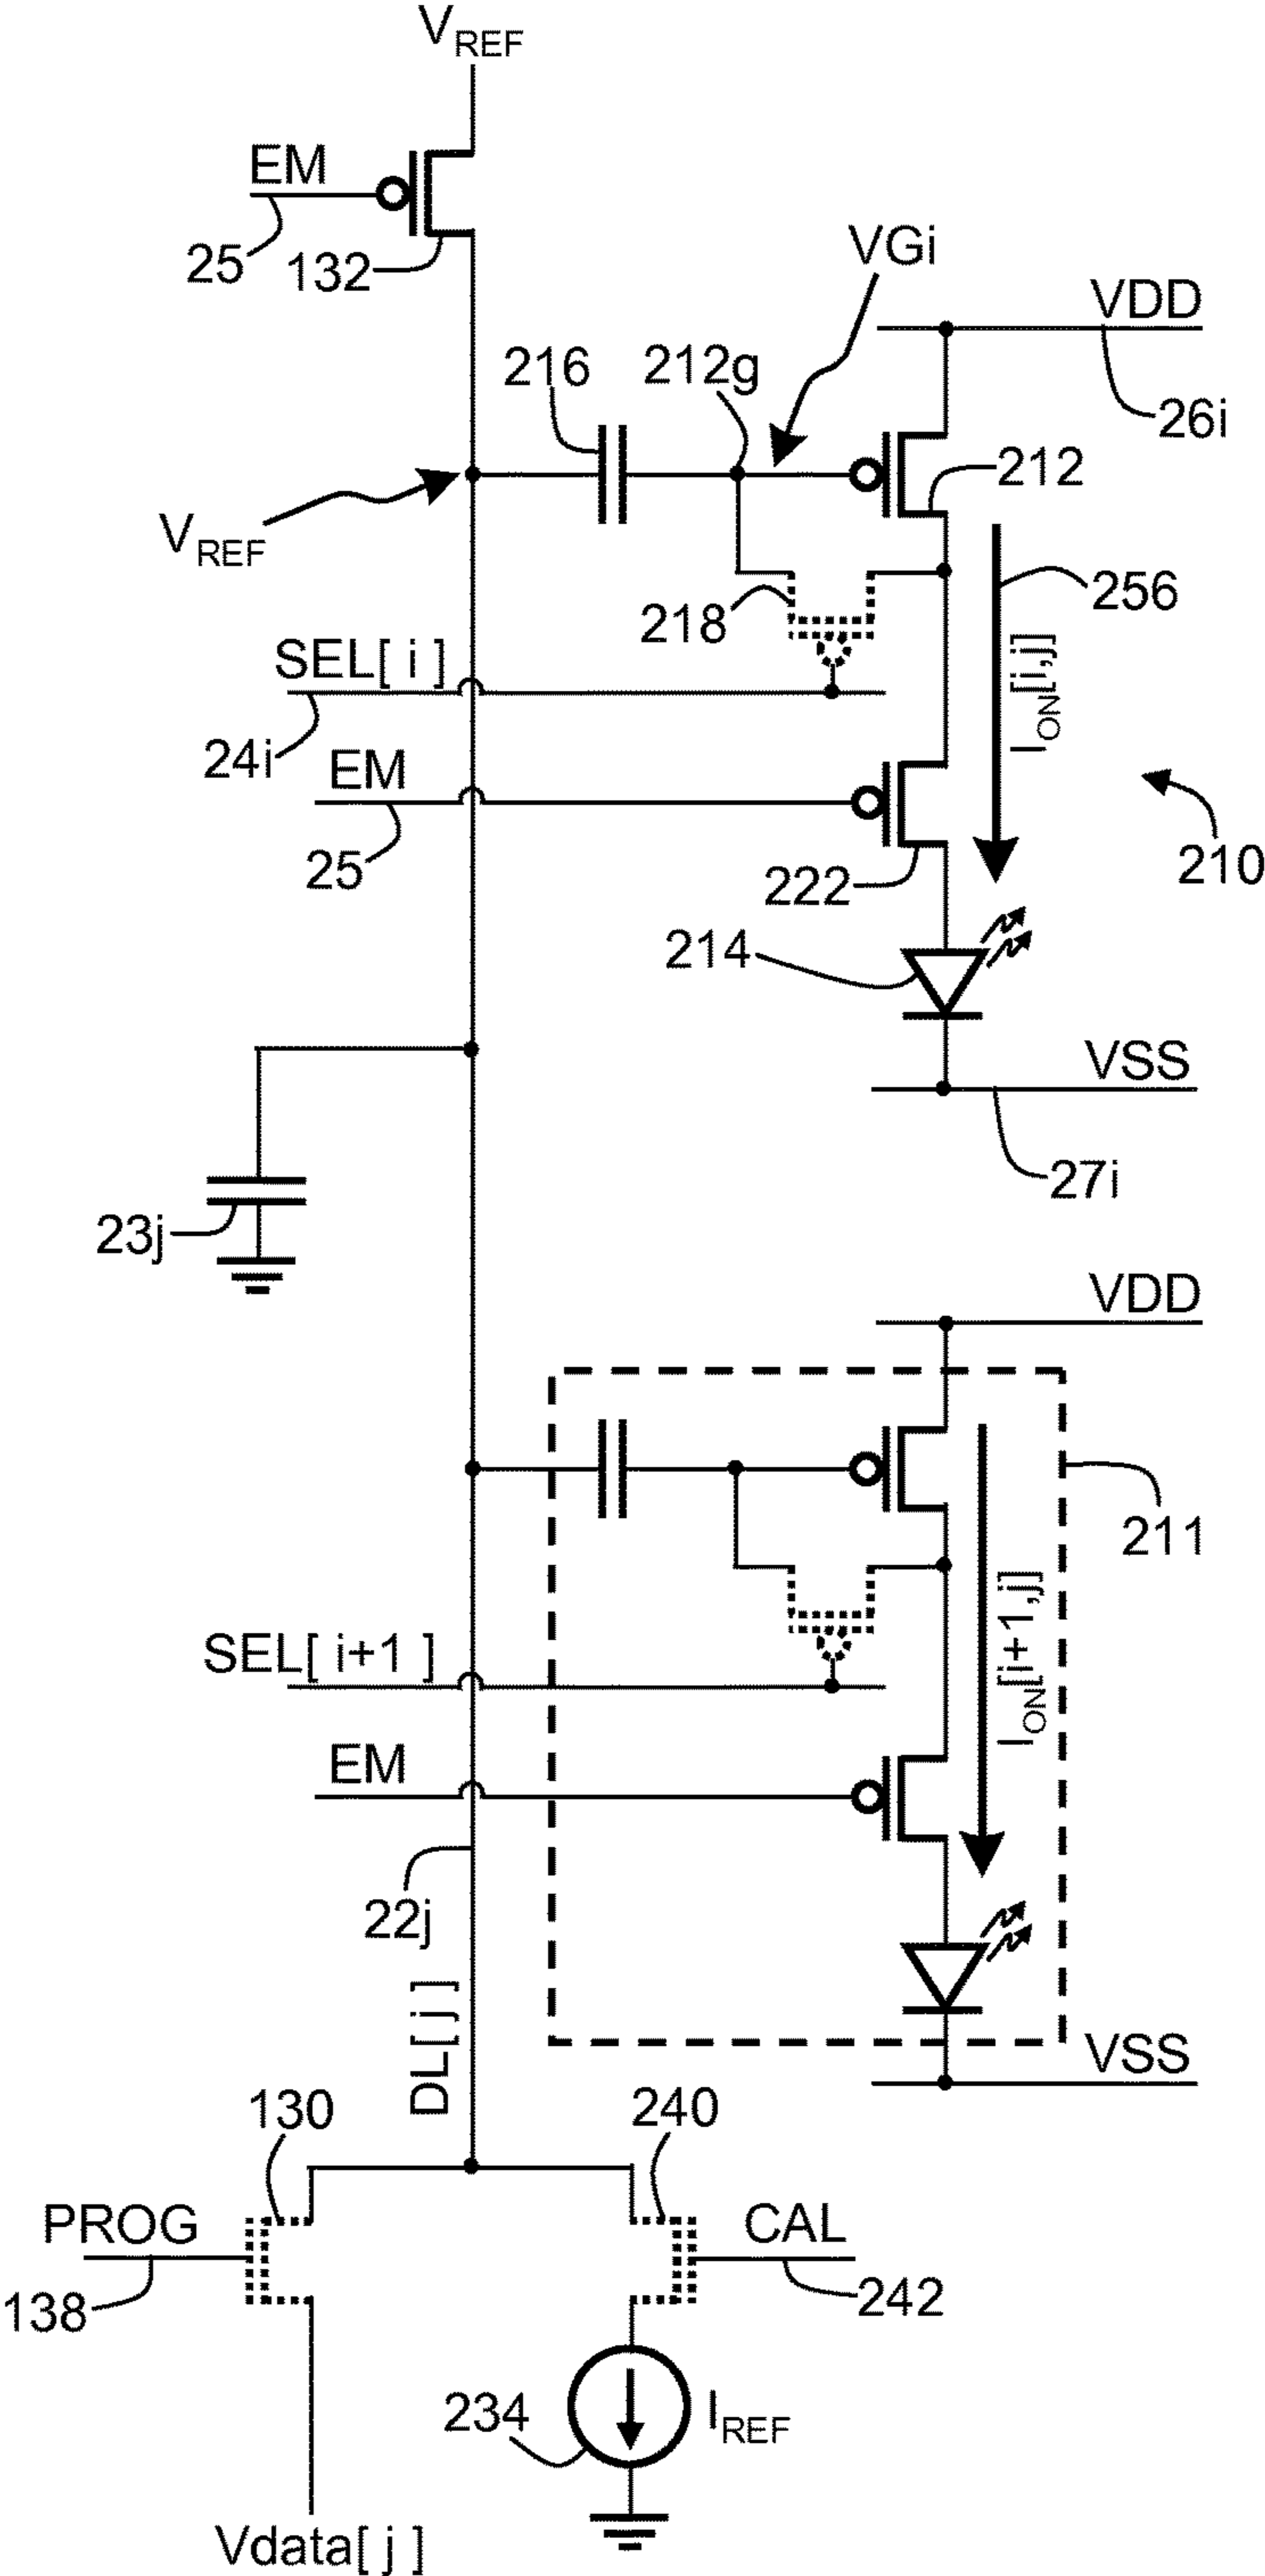 VREF
EM
25
132
VGi
VDD
26i
216
212g
212
VREF
218
256
SEL[ i ]
24i
ION[i,j]
EM
25
222
210
214
VSS
27i
23j
VDD
211
SEL[ i+1 ]
ION[i+1,j]
EM
22j
DL[ j ]
VSS
130
240
PROG
CAL
138
242
234
IREF
Vdata[ j ]